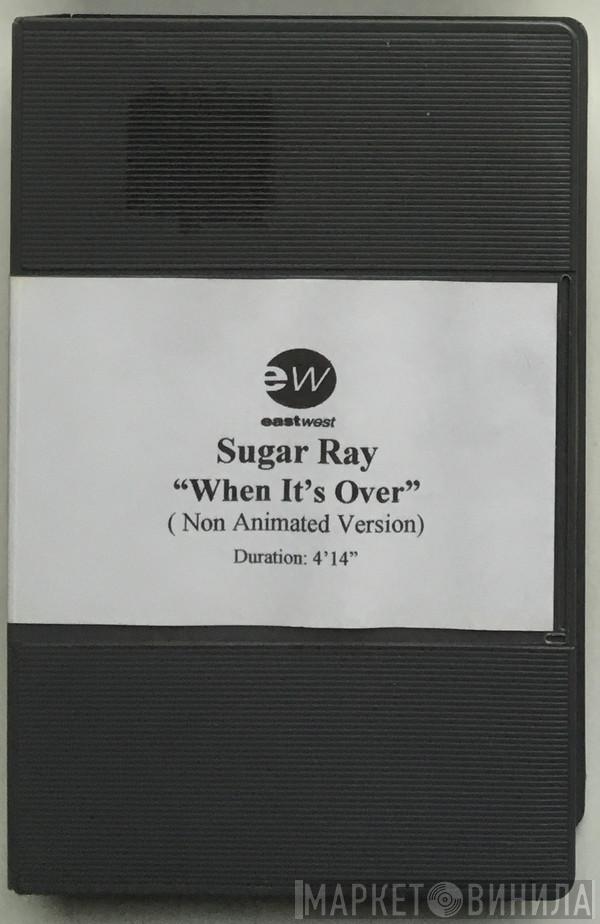 ew
eastwest
Sugar Ray
“When It’s Over”
( Non Animated Version)
Duration: 4’14”
МАРКЕТ ВИНИЛА